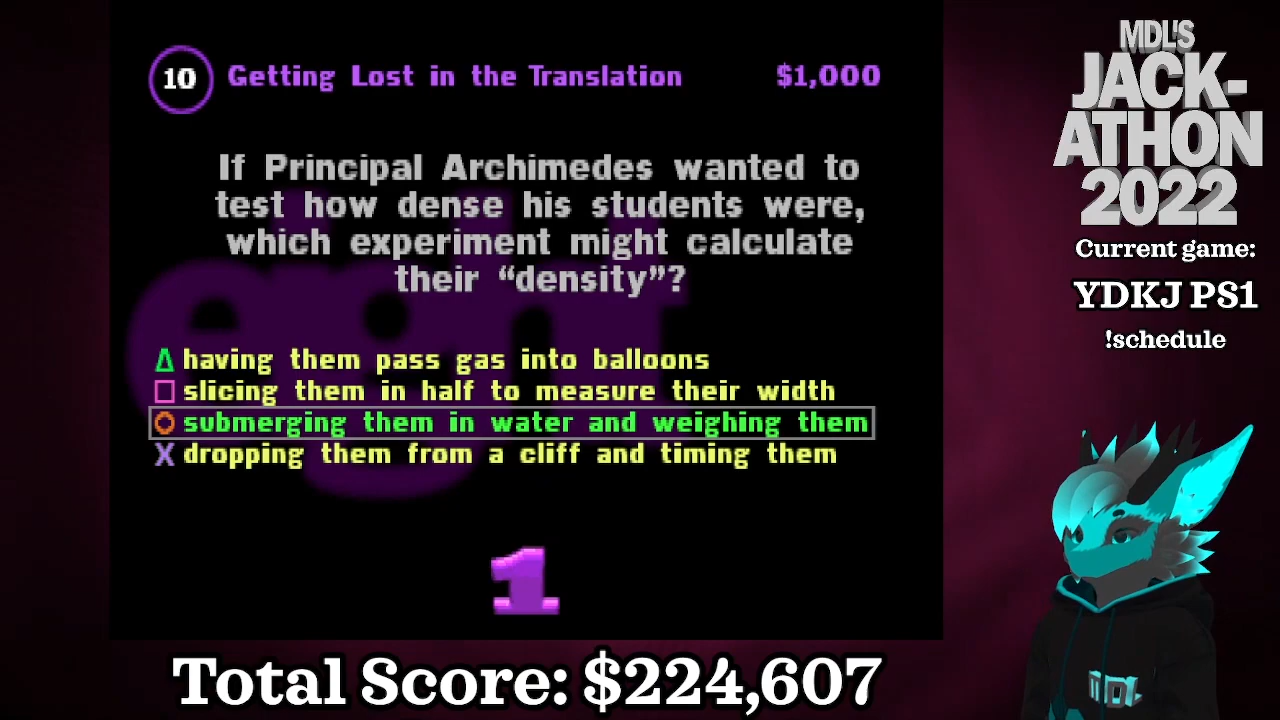 10 Getting Lost in the Translation $1,000
If Principal Archimedes wanted to
test how dense his students were,
which experiment might calculate
their “density”?
having them pass gas into balloons
slicing them in half to measure their width
submerging them in water and weighing them
X dropping them from a cliff and timing them
1
Total Score: $224,607
MDL'S
JACK-
ATHON
2022
Current game:
YDKJ PS1
!schedule
MDL